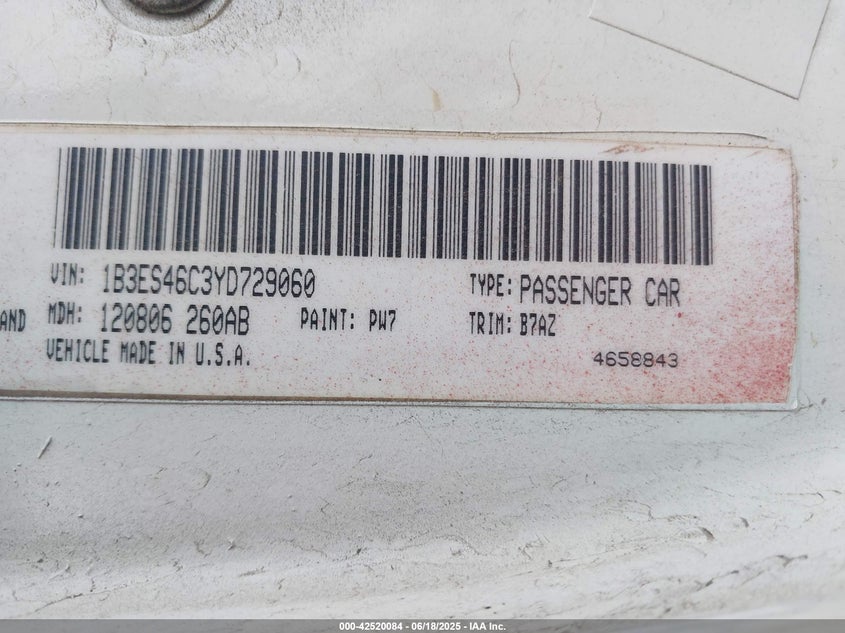 VIN: 1B3ES46C3YD729060 TYPE: PASSENGER CAR
AND MDH: 120806 260AB PAINT: PW7 TRIM: B7AZ
VEHICLE MADE IN U.S.A. 4658843
000-42520084 - 06/18/2025 - IAA Inc.